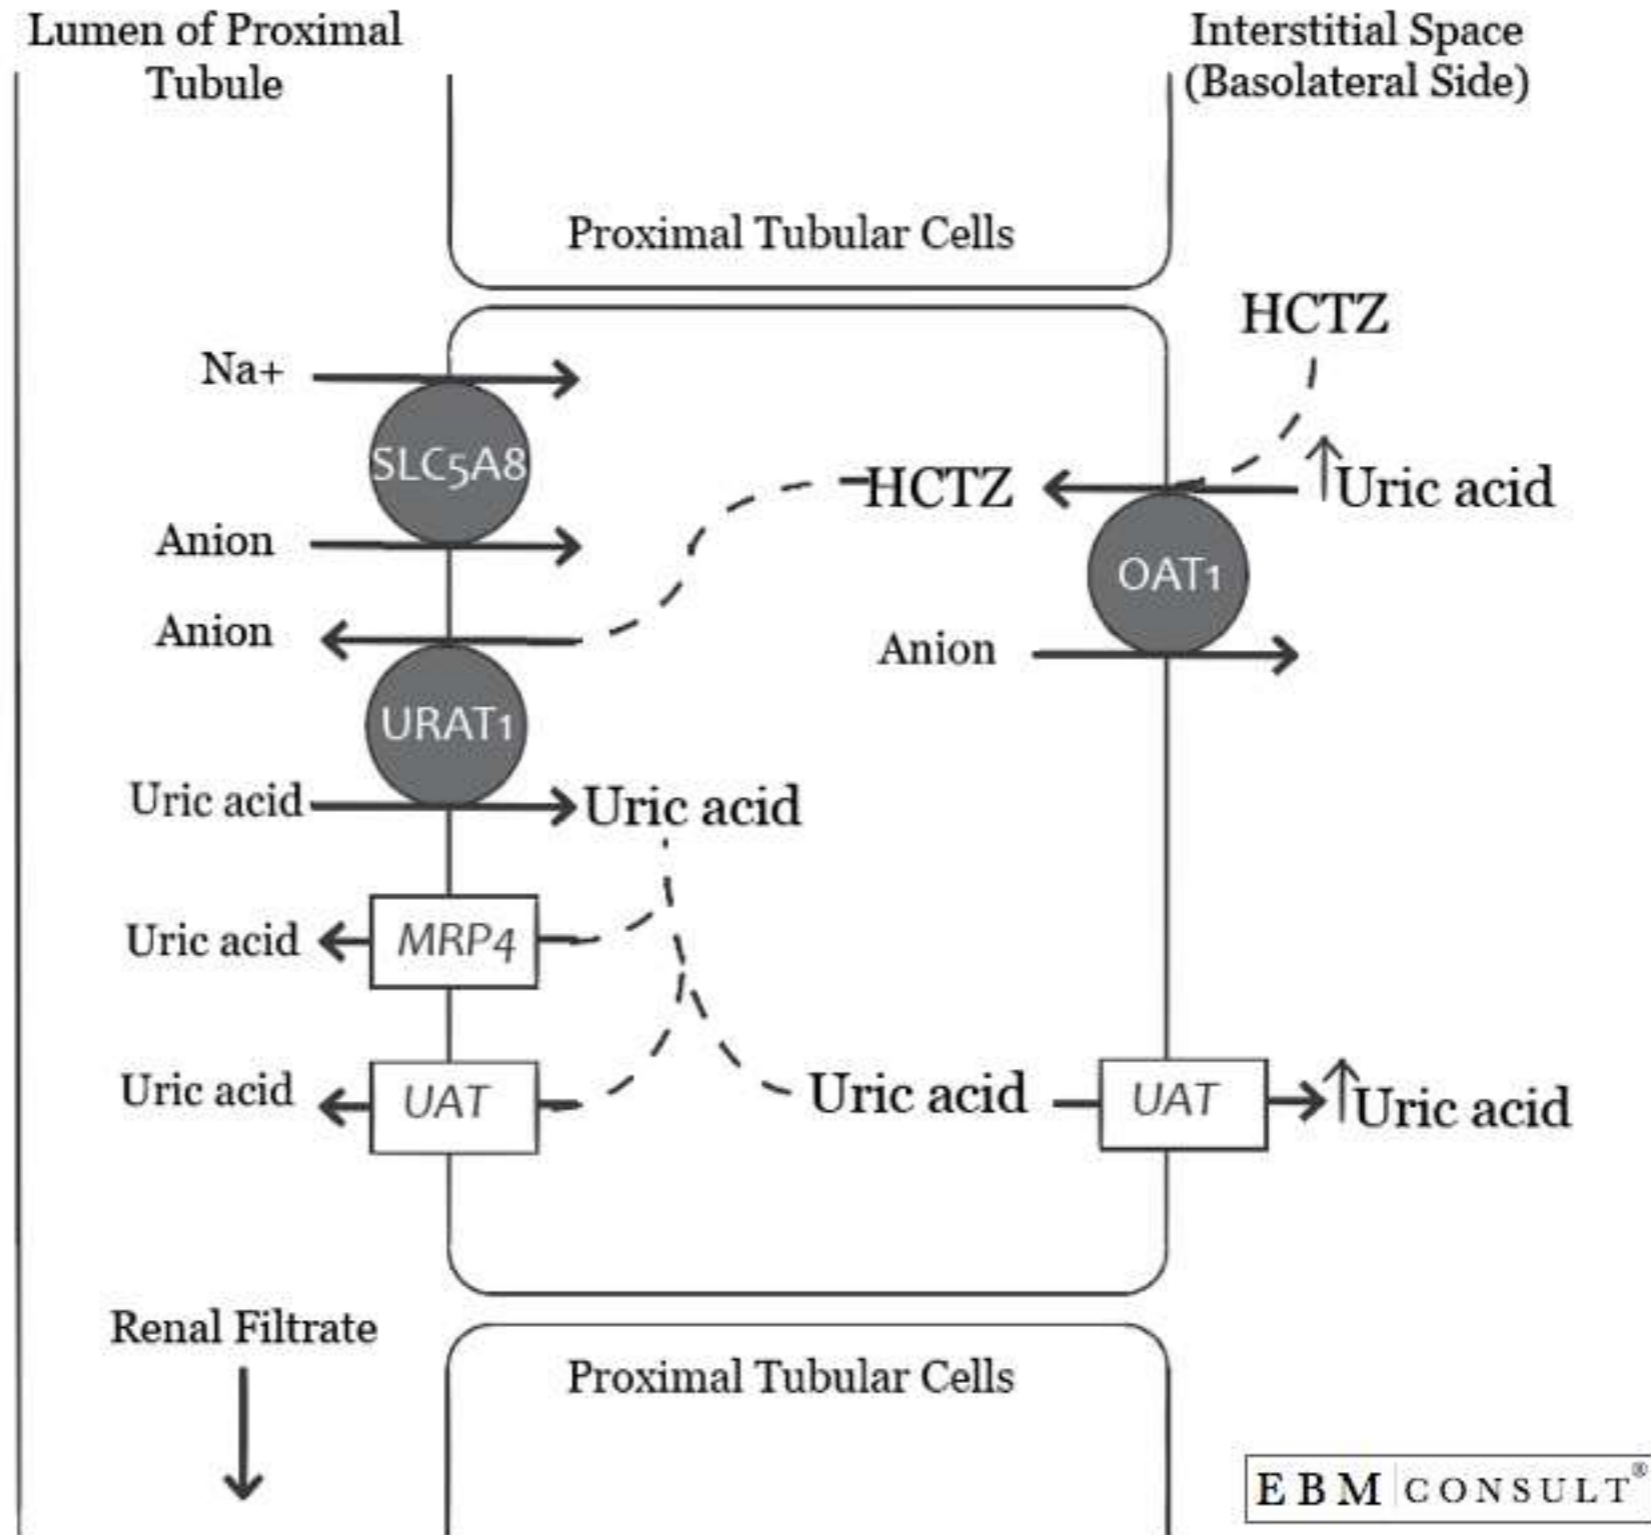 Lumen of Proximal
Tubule
Interstitial Space
(Basolateral Side)
Proximal Tubular Cells
HCTZ
Na+
SLC5A8
HCTZ
↑Uric acid
Anion
OAT1
Anion
Anion
URAT1
Uric acid
Uric acid
Uric acid
MRP4
Uric acid
UAT
Uric acid
UAT
↑Uric acid
Renal Filtrate
Proximal Tubular Cells
EBM CONSULT®